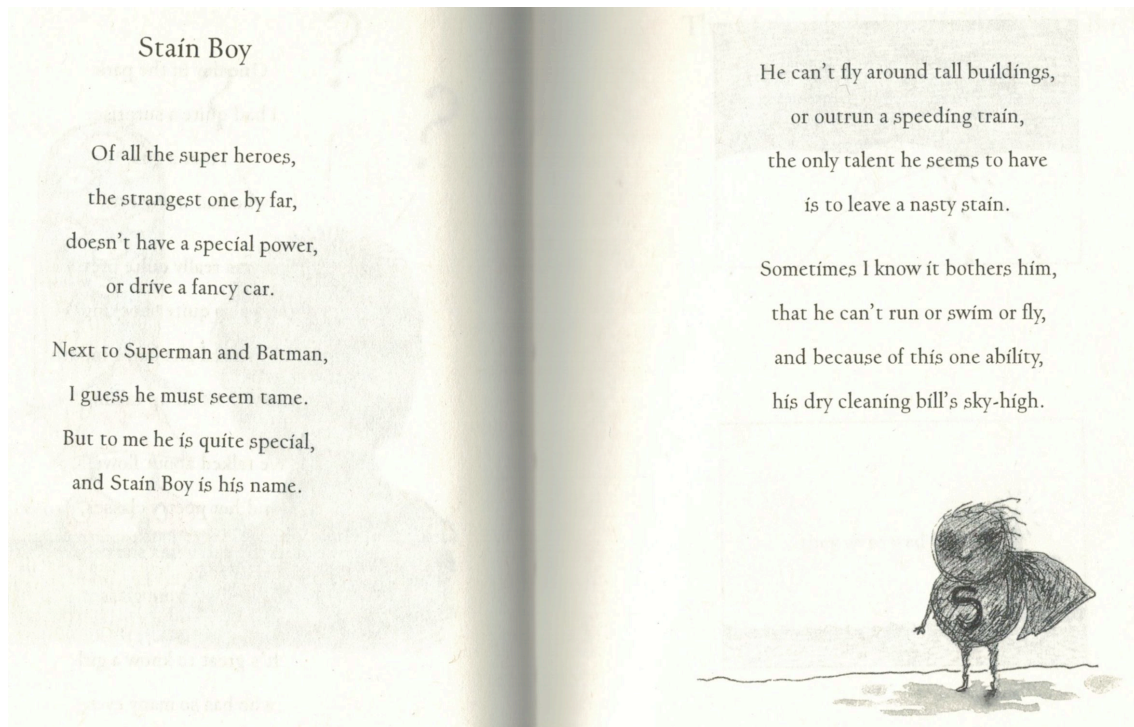 Stain Boy
Of all the super heroes,
the strangest one by far,
doesn't have a special power,
or drive a fancy car.
Next to Superman and Batman,
I guess he must seem tame.
But to me he is quite special,
and Stain Boy is his name.
He can't fly around tall buildings,
or outrun a speeding train,
the only talent he seems to have
is to leave a nasty stain.
Sometimes I know it bothers him,
that he can't run or swim or fly,
and because of this one ability,
his dry cleaning bill's sky-high.
S